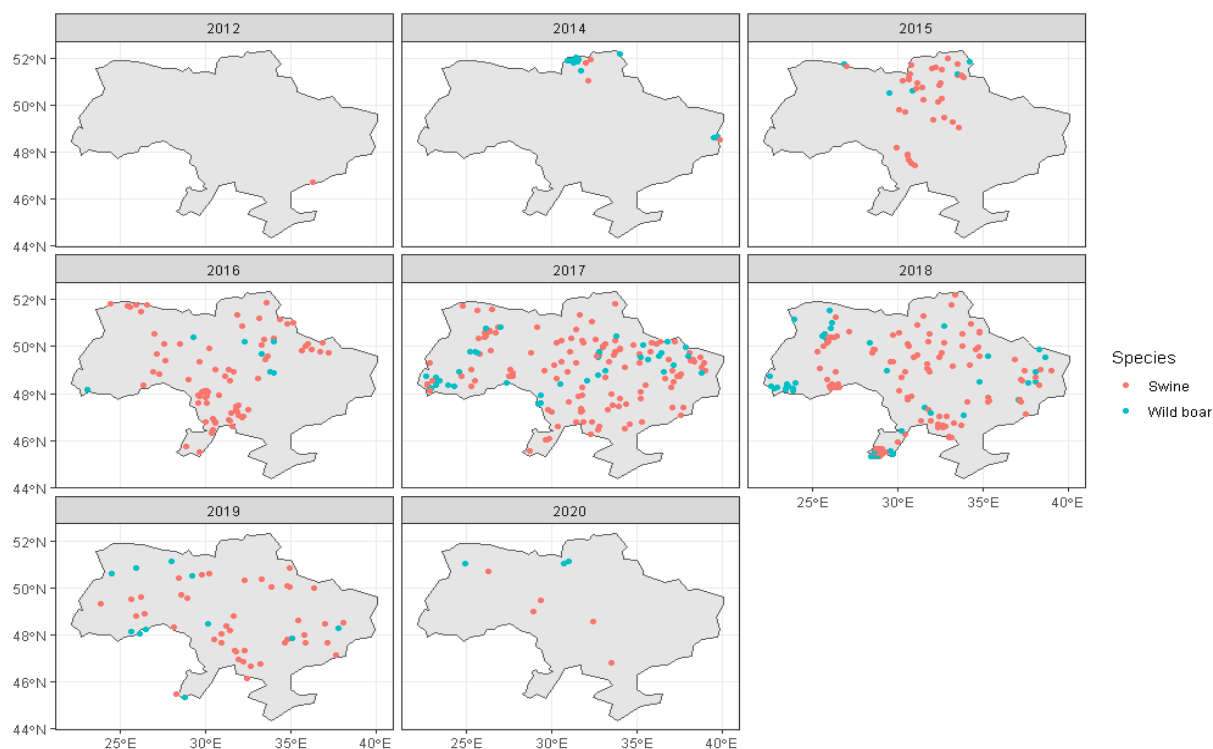 2012
2014
2015
52°N
50°N
48°N
46°N
44°N
2016
2017
2018
52°N
50°N
48°N
46°N
44°N
25°E 30°E 35°E 40°E
2019
2020
52°N
50°N
48°N
46°N
44°N
25°E 30°E 35°E 40°E 25°E 30°E 35°E 40°E
Species
Swine
Wild boar